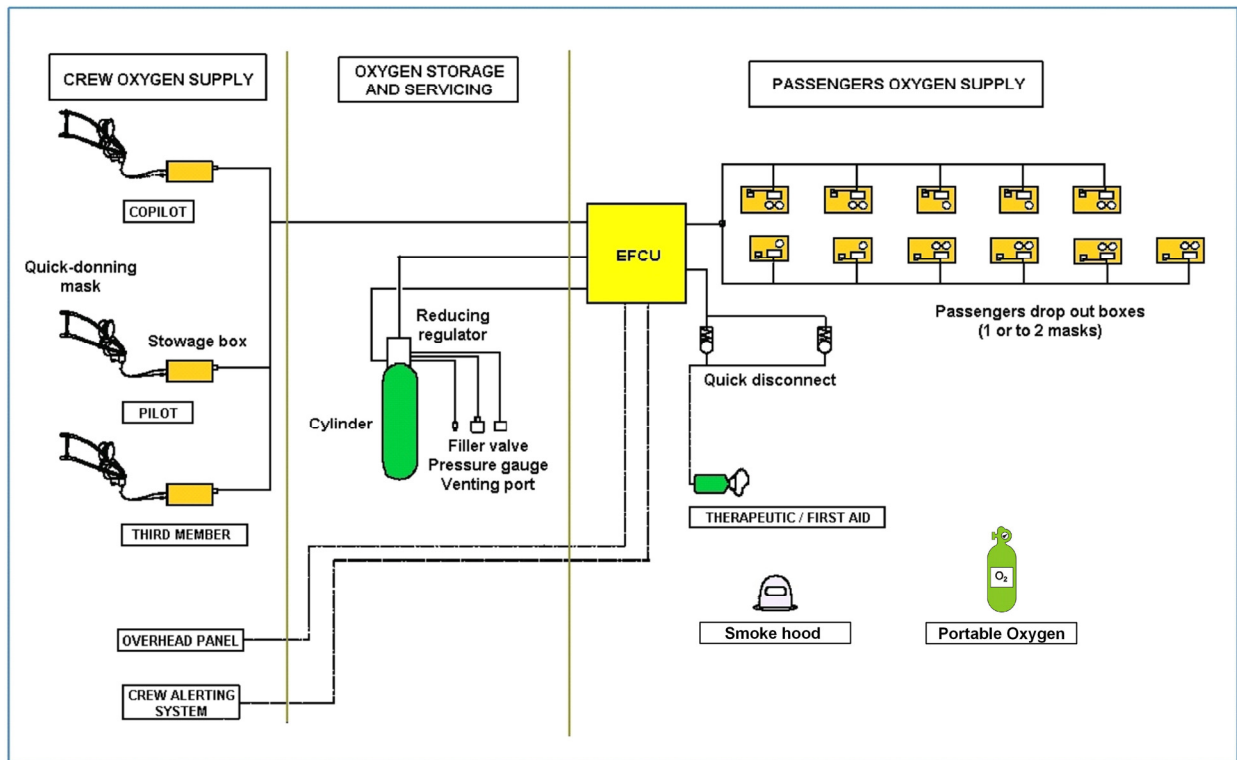 CREW OXYGEN SUPPLY
OXYGEN STORAGE
AND SERVICING
PASSENGERS OXYGEN SUPPLY
COPILOT
Quick-donning
mask
Stowage box
PILOT
THIRD MEMBER
Reducing
regulator
Cylinder
Filler valve
Pressure gauge
Venting port
EFCU
Passengers drop out boxes
(1 or to 2 masks)
Quick disconnect
THERAPEUTIC / FIRST AID
O₂
Smoke hood
Portable Oxygen
OVERHEAD PANEL
CREW ALERTING
SYSTEM